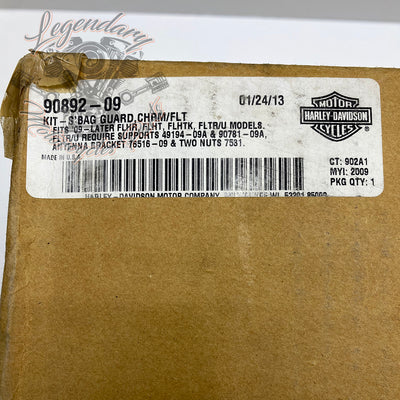 Legendary
90892-09
01/24/13
KIT-S'BAG GUARD,CHRM/FLT
FITS '09-LATER FLHR, FLHT, FLHTK, FLTR/U MODELS.
FLTR/U REQUIRE SUPPORTS 49194-09A & 90781-09A,
ANTENNA BRACKET 76516-09 & TWO NUTS 7531.
MADE IN U.S.A.
MOTOR
HARLEY-DAVIDSON
CYCLES
CT: 902A1
MYI: 2009
PKG QTY: 1
HARLEY-DAVIDSON MOTOR COMPANY